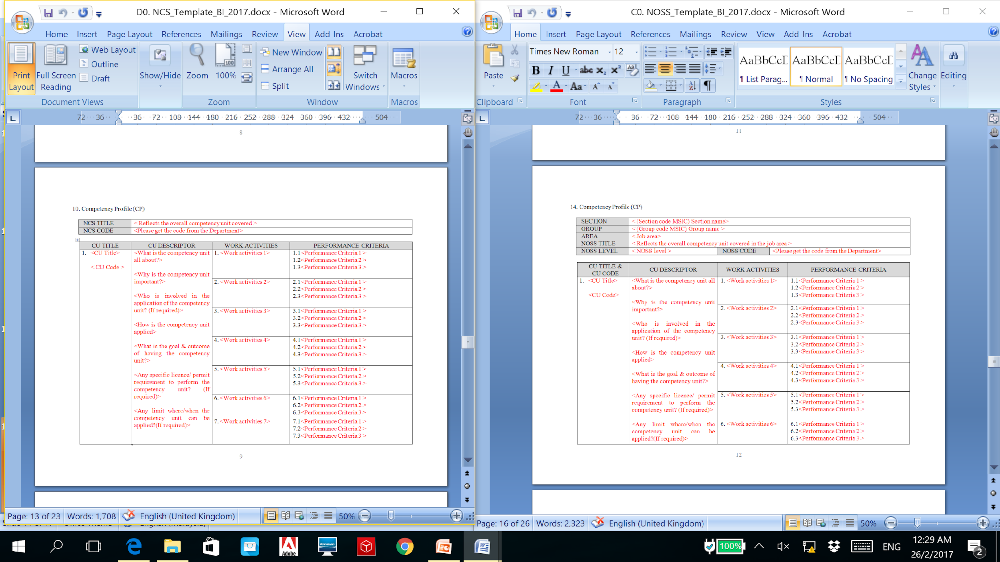 D0. NCS_Template_BI_2017.docx - Microsoft Word
Home Insert Page Layout References Mailings Review View Add Ins Acrobat
Print Layout
Full Screen Reading
Web Layout
Outline
Draft
Document Views
Show/Hide
Zoom
100%
Zoom
New Window
Arrange All
Split
Switch Windows
Window
Macros
Macros
72 36 36 72 108 144 180 216 252 288 324 360 396 432 504
8
10. Competency Profile (CP)
NCS TITLE < Reflects the overall competency unit covered >
NCS CODE <Please get the code from the Department>
CU TITLE CU DESCRIPTOR WORK ACTIVITIES PERFORMANCE CRITERIA
1. <CU Title>
< CU Code >
<What is the competency unit
all about?>
<Why is the competency unit
important?>
<Who is involved in the
application of the competency
unit? (If required)>
<How is the competency unit
applied>
<What is the goal & outcome
of having the competency
unit?>
<Any specific licence/ permit
requirement to perform the
competency unit? (If
required)>
<Any limit where/when the
competency unit can be
applied?(If required)>
1. <Work activities 1>
1.1<Performance Criteria 1 >
1.2<Performance Criteria 2 >
1.3<Performance Criteria 3 >
2. <Work activities 2>
2.1<Performance Criteria 1 >
2.2<Performance Criteria 2 >
2.3<Performance Criteria 3 >
3. <Work activities 3>
3.1<Performance Criteria 1 >
3.2<Performance Criteria 2 >
3.3<Performance Criteria 3 >
4. <Work activities 4>
4.1<Performance Criteria 1 >
4.2<Performance Criteria 2 >
4.3<Performance Criteria 3 >
5. <Work activities 5>
5.1<Performance Criteria 1 >
5.2<Performance Criteria 2 >
5.3<Performance Criteria 3 >
6. <Work activities 6>
6.1<Performance Criteria 1 >
6.2<Performance Criteria 2 >
6.3<Performance Criteria 3 >
7. <Work activities 7>
7.1<Performance Criteria 1 >
7.2<Performance Criteria 2 >
7.3<Performance Criteria 3 >
9
Page: 13 of 23 Words: 1,708 English (United Kingdom) 50%
C0. NOSS_Template_BI_2017.docx - Microsoft Word
Home Insert Page Layout References Mailings Review View Add Ins Acrobat
Paste
Clipboard
Times New Roman 12
B I U abc x₂ x² Aa
A Aa A A
Font
Paragraph
AaBbCcI AaBbCcI AaBbCcI
¶ List Parag... ¶ Normal ¶ No Spacing
Change Styles
Styles
Editing
72 36 36 72 108 144 180 216 252 288 324 360 396 432 504
11
14. Competency Profile (CP)
SECTION < (Section code MSIC) Section name>
GROUP < (Group code MSIC) Group name >
AREA < Job area>
NOSS TITLE < Reflects the overall competency unit covered in the job area >
NOSS LEVEL < NOSS level > NOSS CODE <Please get the code from the Department>
CU TITLE &
CU CODE
CU DESCRIPTOR WORK ACTIVITIES PERFORMANCE CRITERIA
1. <CU Title>
<CU Code>
<What is the competency unit all
about?>
<Why is the competency unit
important?>
<Who is involved in the
application of the competency
unit? (If required)>
<How is the competency unit
applied>
<What is the goal & outcome of
having the competency unit?>
<Any specific licence/ permit
requirement to perform the
competency unit? (If required)>
<Any limit where/when the
competency unit can be
applied?(If required)>
1. <Work activities 1>
1.1<Performance Criteria 1 >
1.2<Performance Criteria 2 >
1.3<Performance Criteria 3 >
2. <Work activities 2>
2.1<Performance Criteria 1 >
2.2<Performance Criteria 2 >
2.3<Performance Criteria 3 >
3. <Work activities 3>
3.1<Performance Criteria 1 >
3.2<Performance Criteria 2 >
3.3<Performance Criteria 3 >
4. <Work activities 4>
4.1<Performance Criteria 1 >
4.2<Performance Criteria 2 >
4.3<Performance Criteria 3 >
5. <Work activities 5>
5.1<Performance Criteria 1 >
5.2<Performance Criteria 2 >
5.3<Performance Criteria 3 >
6. <Work activities 6>
6.1<Performance Criteria 1 >
6.2<Performance Criteria 2 >
6.3<Performance Criteria 3 >
12
Page: 16 of 26 Words: 2,323 English (United Kingdom) 50%
Adobe
lenovo
100%
ENG
12:29 AM
26/2/2017
2